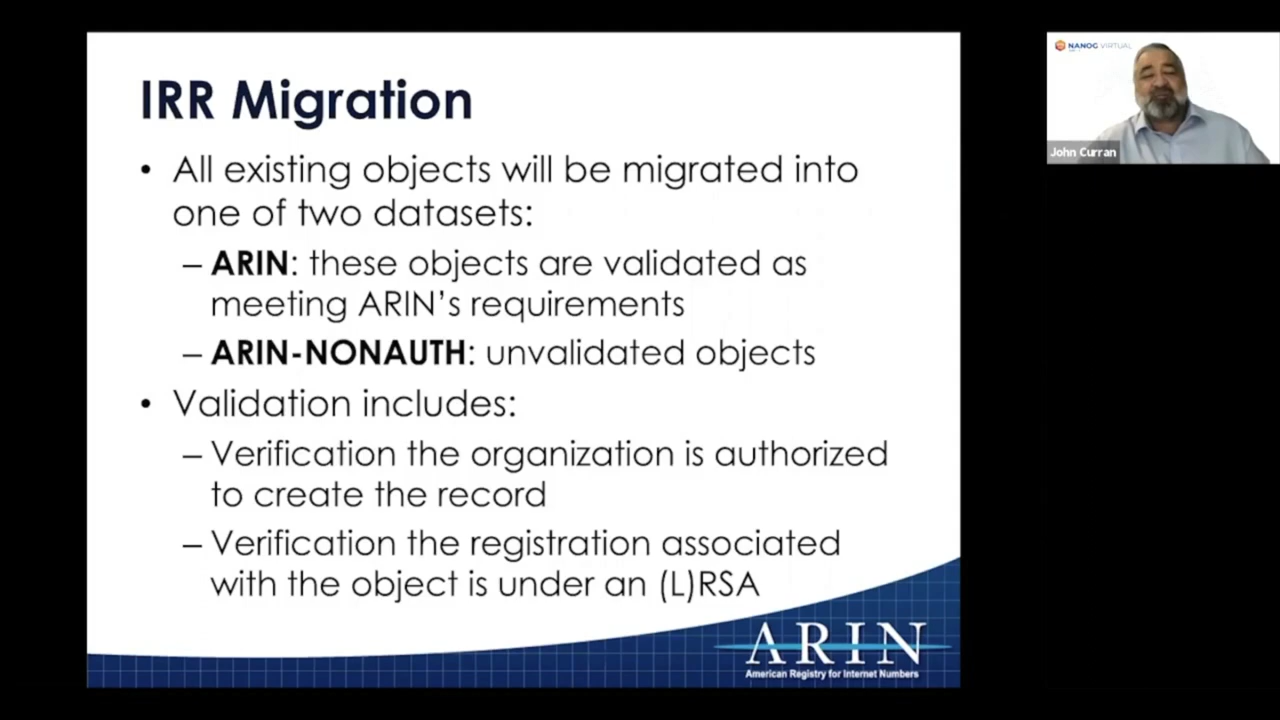 IRR Migration
• All existing objects will be migrated into
one of two datasets:
– ARIN: these objects are validated as
meeting ARIN's requirements
– ARIN-NONAUTH: unvalidated objects
• Validation includes:
– Verification the organization is authorized
to create the record
– Verification the registration associated
with the object is under an (L)RSA
ARIN
American Registry for Internet Numbers
NANOG VIRTUAL
John Curran